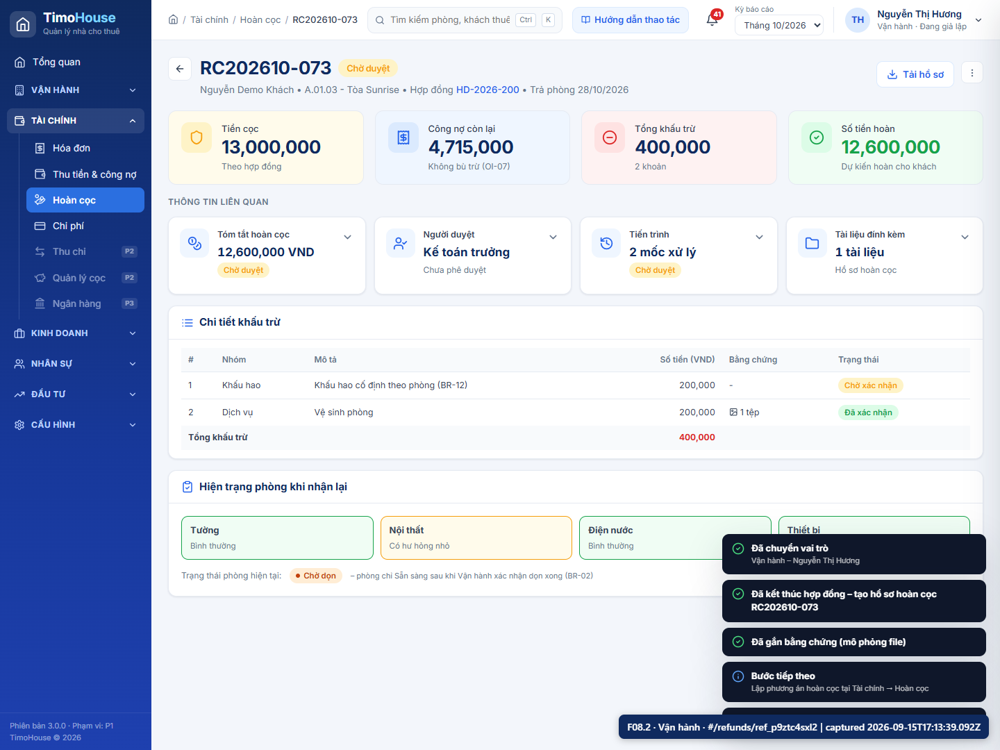 TimoHouse
Quản lý nhà cho thuê
Tổng quan
VẬN HÀNH
TÀI CHÍNH
Hóa đơn
Thu tiền & công nợ
Hoàn cọc
Chi phí
Thu chi P2
Quản lý cọc P2
Ngân hàng P3
KINH DOANH
NHÂN SỰ
ĐẦU TƯ
CẤU HÌNH
Phiên bản 3.0.0 · Phạm vi: P1
TimoHouse © 2026
/ Tài chính / Hoàn cọc / RC202610-073
Tìm kiếm phòng, khách thuê Ctrl K
Hướng dẫn thao tác
41
Kỳ báo cáo
Tháng 10/2026
TH
Nguyễn Thị Hương
Vận hành · Đang giả lập
RC202610-073 Chờ duyệt
Nguyễn Demo Khách • A.01.03 - Tòa Sunrise • Hợp đồng HD-2026-200 • Trả phòng 28/10/2026
Tải hồ sơ
Tiền cọc
13,000,000
Theo hợp đồng
Công nợ còn lại
4,715,000
Không bù trừ (OI-07)
Tổng khấu trừ
400,000
2 khoản
Số tiền hoàn
12,600,000
Dự kiến hoàn cho khách
THÔNG TIN LIÊN QUAN
Tóm tắt hoàn cọc
12,600,000 VND
Chờ duyệt
Người duyệt
Kế toán trưởng
Chưa phê duyệt
Tiến trình
2 mốc xử lý
Chờ duyệt
Tài liệu đính kèm
1 tài liệu
Hồ sơ hoàn cọc
Chi tiết khấu trừ
# Nhóm Mô tả Số tiền (VND) Bằng chứng Trạng thái
1 Khấu hao Khấu hao cố định theo phòng (BR-12) 200,000 - Chờ xác nhận
2 Dịch vụ Vệ sinh phòng 200,000 1 tệp Đã xác nhận
Tổng khấu trừ 400,000
Hiện trạng phòng khi nhận lại
Tường
Bình thường
Nội thất
Có hư hỏng nhỏ
Điện nước
Bình thường
Thiết bị
Trạng thái phòng hiện tại: Chờ dọn – phòng chỉ Sẵn sàng sau khi Vận hành xác nhận dọn xong (BR-02)
Đã chuyển vai trò
Vận hành – Nguyễn Thị Hương
Đã kết thúc hợp đồng – tạo hồ sơ hoàn cọc
RC202610-073
Đã gắn bằng chứng (mô phỏng file)
Bước tiếp theo
Lập phương án hoàn cọc tại Tài chính → Hoàn cọc
F08.2 · Vận hành · #/refunds/ref_p9ztc4sxl2 | captured 2026-09-15T17:13:39.092Z